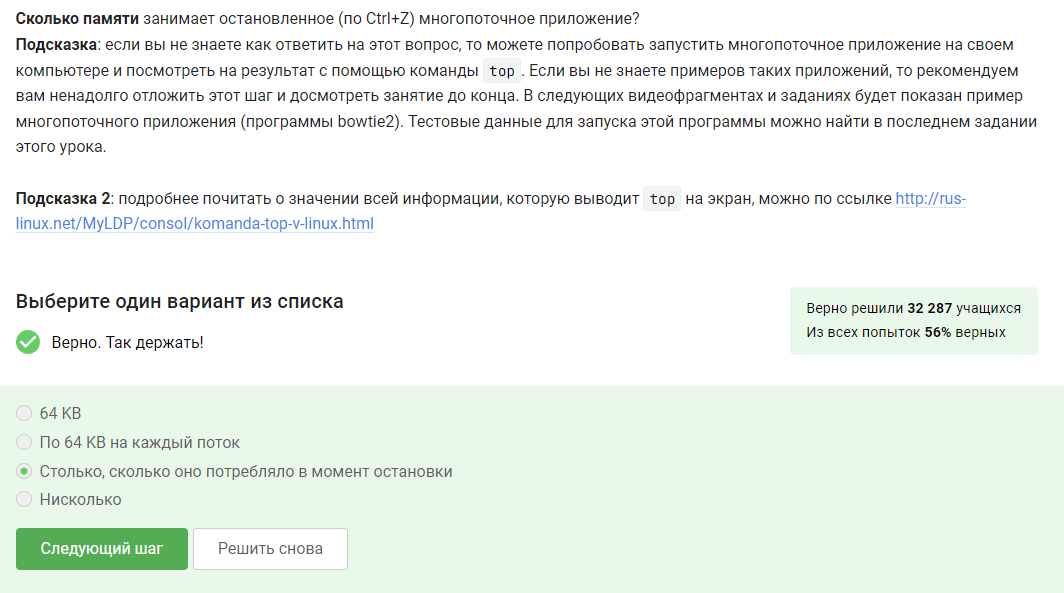 Сколько памяти занимает остановленное (по Ctrl+Z) многопоточное приложение?
Подсказка: если вы не знаете как ответить на этот вопрос, то можете попробовать запустить многопоточное приложение на своем
компьютере и посмотреть на результат с помощью команды top. Если вы не знаете примеров таких приложений, то рекомендуем
вам ненадолго отложить этот шаг и досмотреть занятие до конца. В следующих видеофрагментах и заданиях будет показан пример
многопоточного приложения (программы bowtie2). Тестовые данные для запуска этой программы можно найти в последнем задании
этого урока.
Подсказка 2: подробнее почитать о значении всей информации, которую выводит top на экран, можно по ссылке http://rus-
linux.net/MyLDP/consol/komanda-top-v-linux.html
Выберите один вариант из списка
Верно. Так держать!
Верно решили 32 287 учащихся
Из всех попыток 56% верных
64 KB
По 64 KB на каждый поток
Столько, сколько оно потребляло в момент остановки
Нисколько
Следующий шаг
Решить снова